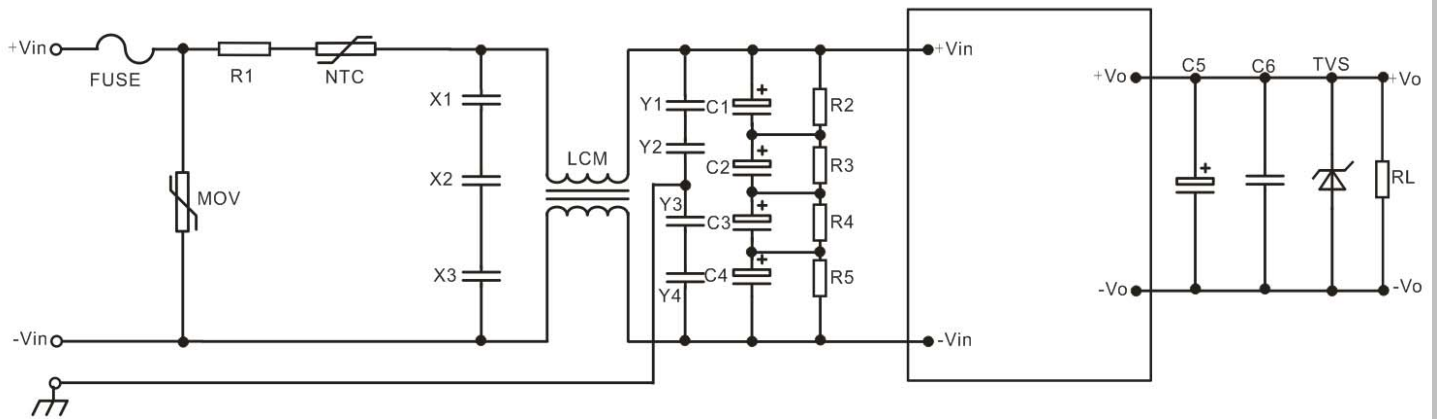 +Vin
FUSE
R1
NTC
MOV
X1
X2
X3
LCM
Y1
Y2
Y3
Y4
C1
+
C2
+
C3
+
C4
+
R2
R3
R4
R5
+Vin
-Vin
+Vo
-Vo
C5
+
C6
TVS
RL
+Vo
-Vo
-Vin